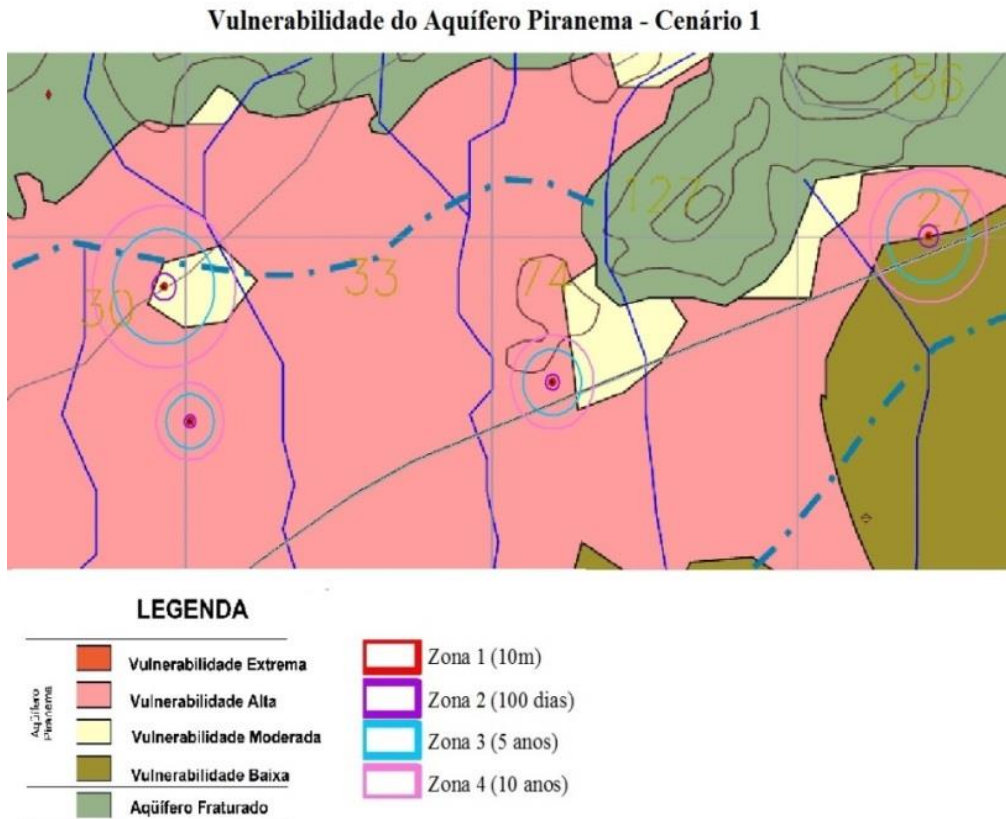 Vulnerabilidade do Aquífero Piranema - Cenário 1
156
127
27
30
33
74
LEGENDA
Aqüífero Piranema
Vulnerabilidade Extrema
Vulnerabilidade Alta
Vulnerabilidade Moderada
Vulnerabilidade Baixa
Aqüífero Fraturado
Zona 1 (10m)
Zona 2 (100 dias)
Zona 3 (5 anos)
Zona 4 (10 anos)